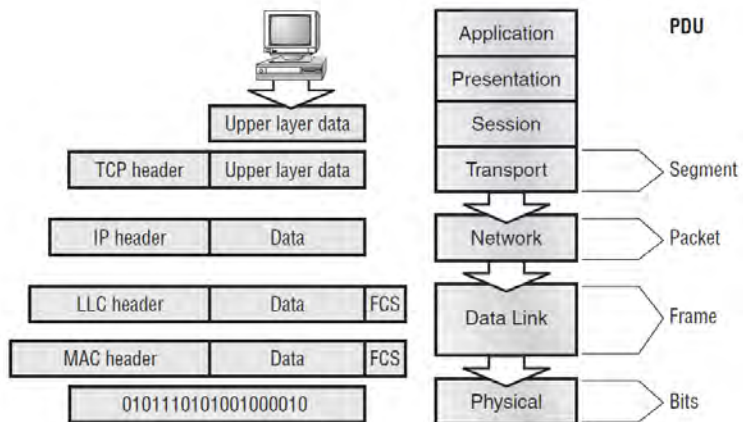 Application
PDU
Presentation
Upper layer data
Session
TCP header Upper layer data
Transport
Segment
IP header Data
Network
Packet
LLC header Data FCS
Data Link
Frame
MAC header Data FCS
0101110101001000010
Physical
Bits